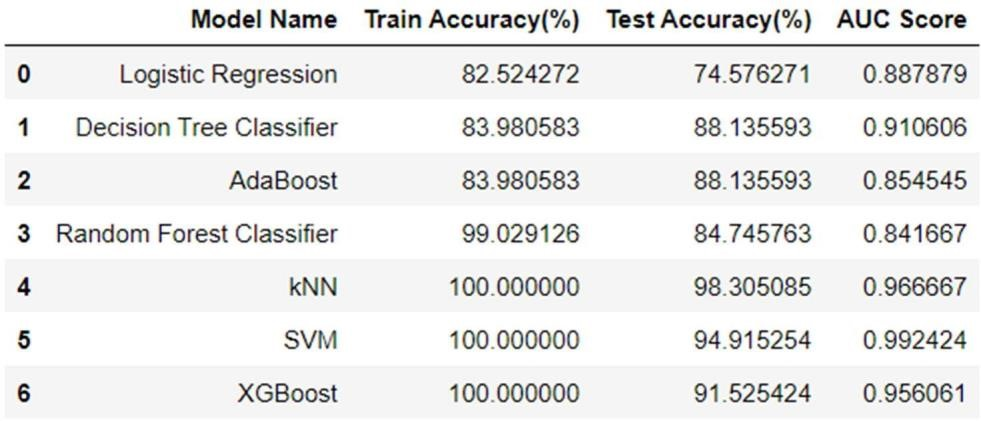 Model Name Train Accuracy(%) Test Accuracy(%) AUC Score
0 Logistic Regression 82.524272 74.576271 0.887879
1 Decision Tree Classifier 83.980583 88.135593 0.910606
2 AdaBoost 83.980583 88.135593 0.854545
3 Random Forest Classifier 99.029126 84.745763 0.841667
4 kNN 100.000000 98.305085 0.966667
5 SVM 100.000000 94.915254 0.992424
6 XGBoost 100.000000 91.525424 0.956061